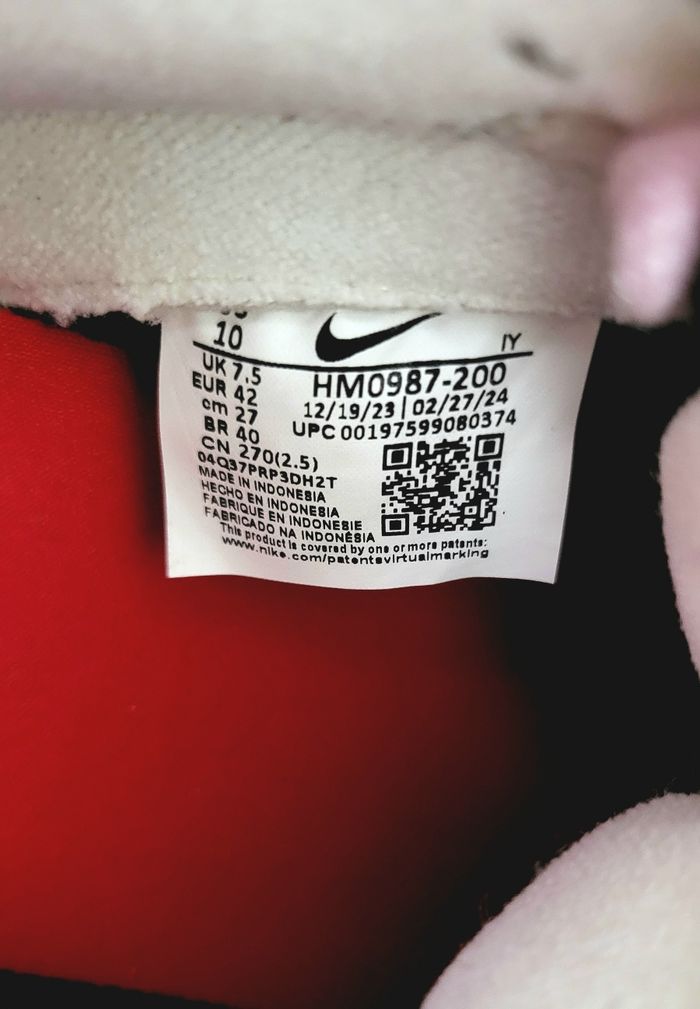 10
IY
UK 7.5
EUR 42
cm 27
BR 40
CN 270(2.5)
HM0987-200
12/19/23 | 02/27/24
UPC 00197599080374
04Q37PRP3DH2T
MADE IN INDONESIA
HECHO EN INDONESIA
FABRIQUE EN INDONESIE
FABRICADO NA INDONÉSIA
This product is covered by one or more patents:
www.nike.com/patentsvirtualmarking